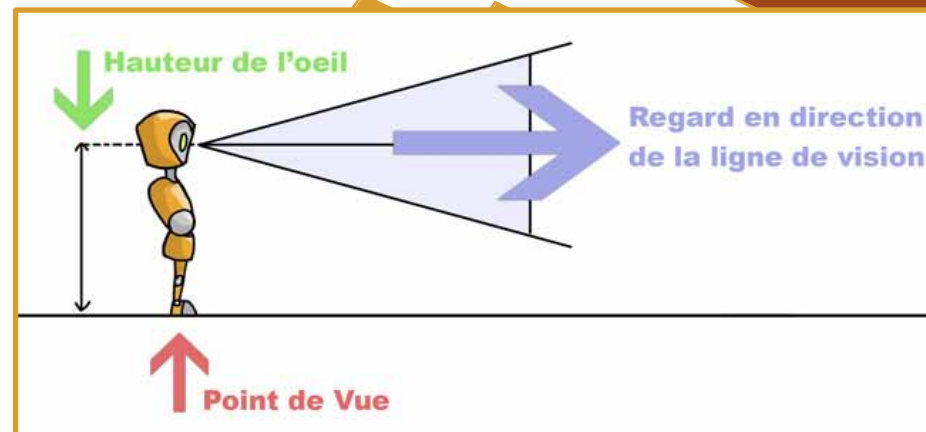 Hauteur de l'oeil
Regard en direction
de la ligne de vision
Point de Vue